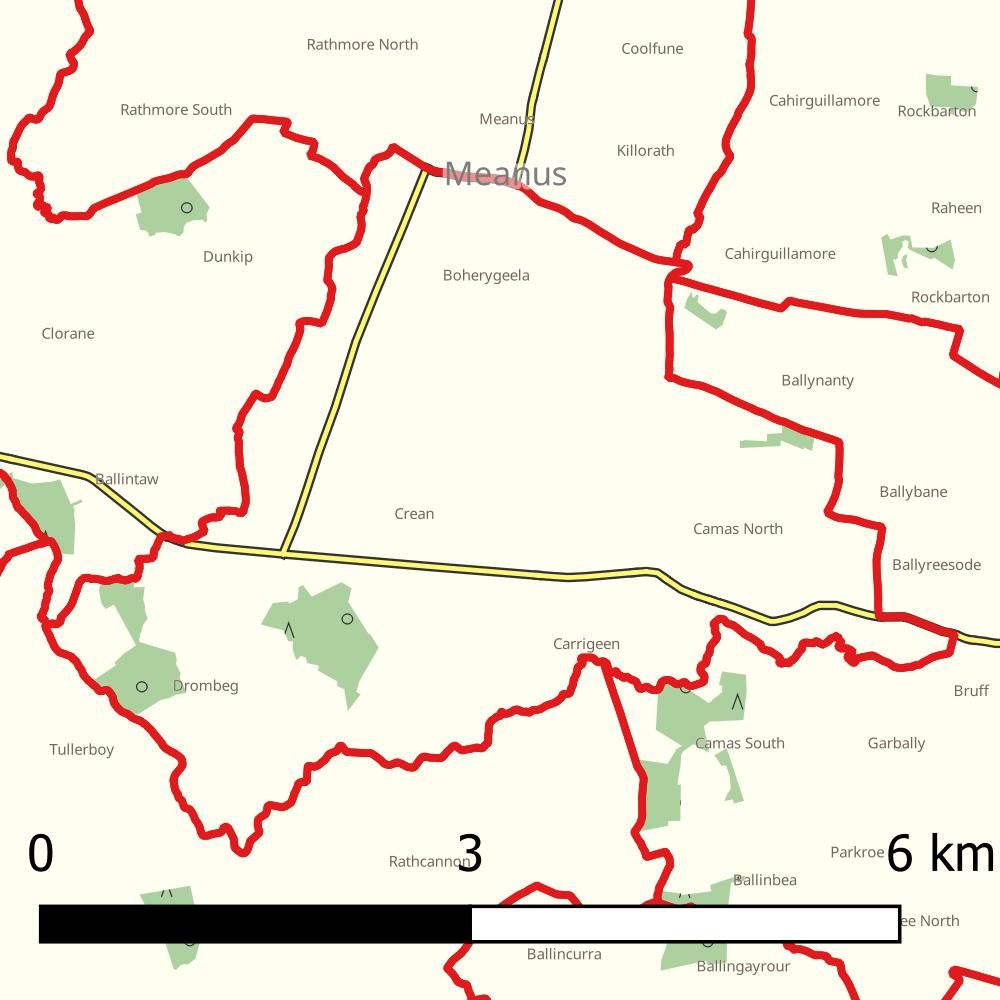 Rathmore North
Coolfune
Cahirguillamore
Rathmore South
Rockbarton
Meanus
Killorath
Meanus
Raheen
Cahirguillamore
Dunkip
Boherygeela
Rockbarton
Clorane
Ballynanty
Ballintaw
Ballybane
Crean
Camas North
Ballyreesode
Carrigeen
Drombeg
Bruff
Tullerboy
Camas South
Garbally
0 3 6 km
Parkroe
Rathcannon
Ballinbea
ee North
Ballincurra
Ballingayrour